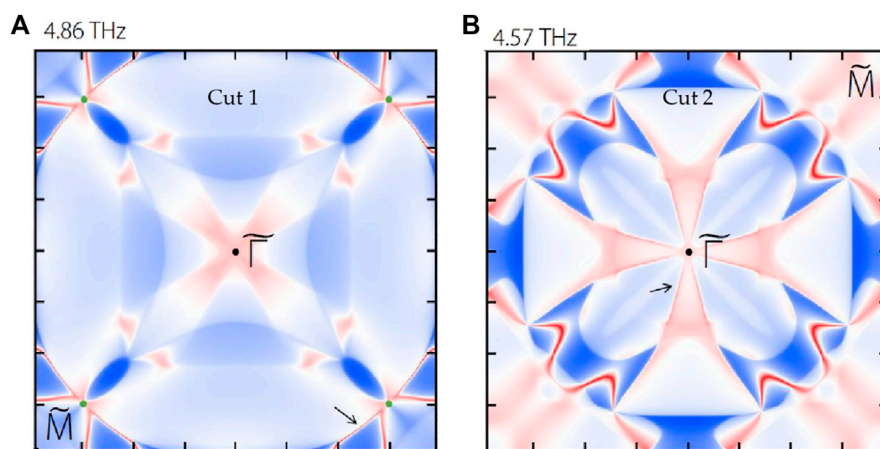 A 4.86 THz
Cut 1
Γ̃
M̃
B 4.57 THz
M̃
Cut 2
Γ̃